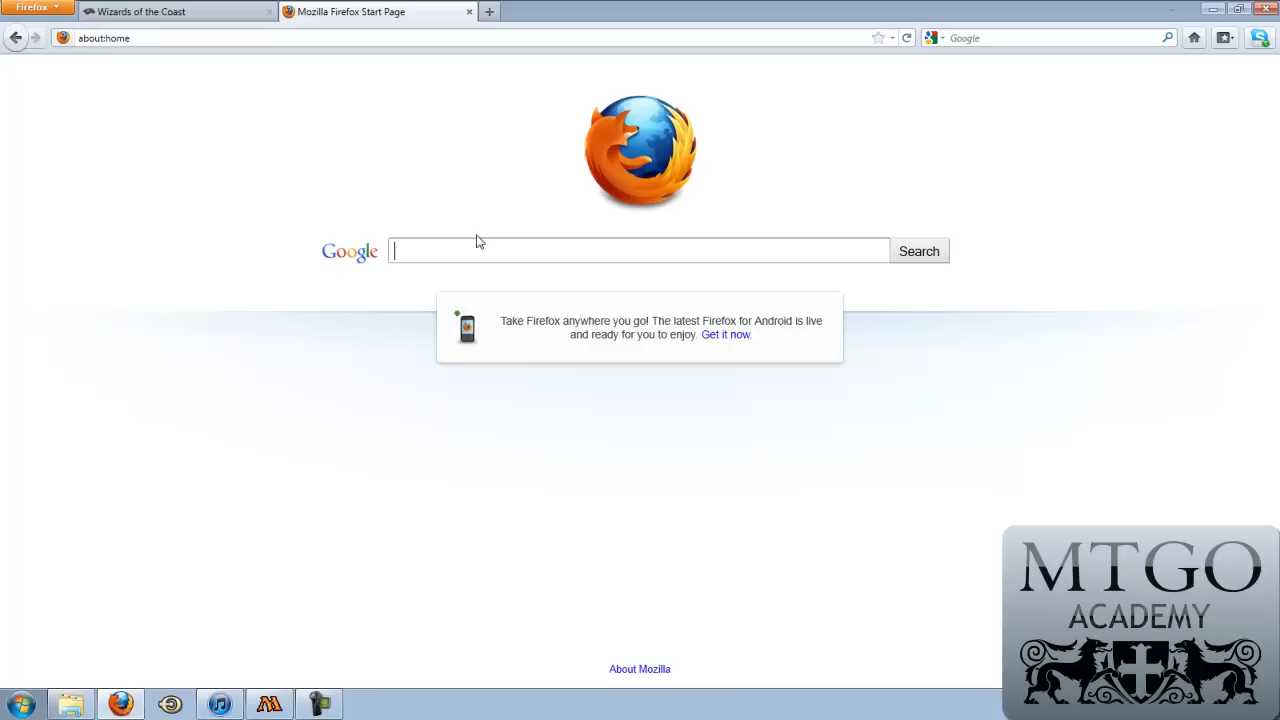 Firefox
Wizards of the Coast
Mozilla Firefox Start Page
about:home
Google
Google
Search
Take Firefox anywhere you go! The latest Firefox for Android is live
and ready for you to enjoy. Get it now.
MTGO
ACADEMY
About Mozilla